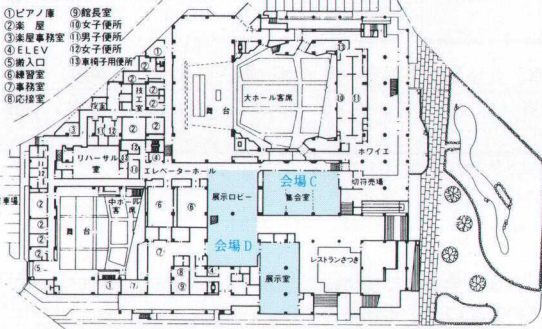 ①ピアノ庫 ⑨館長室
②楽屋 ⑩女子便所
③楽屋事務室 ⑪男子便所
④ELEV ⑫女子便所
⑤搬入口 ⑬車椅子用便所
⑥練習室
⑦事務室
⑧応接室
技工室
舞台
大ホール客席
ホワイエ
リハーサル室
エレベーターホール
切符売場
会場C
集会室
展示ロビー
中ホール客席
舞台
会場D
展示室
レストランさつき